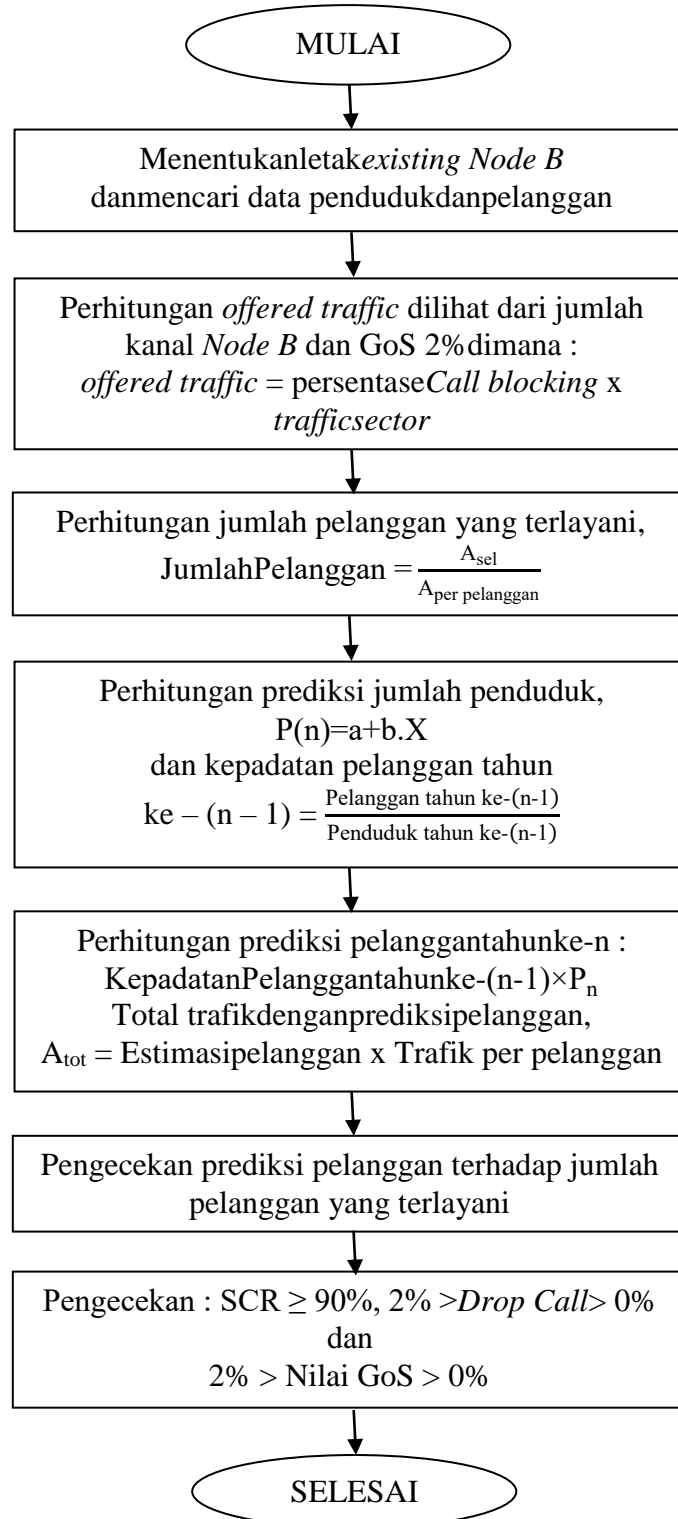 MULAI
Menentukanletakexisting Node B
danmencari data pendudukdanpelanggan
Perhitungan offered traffic dilihat dari jumlah
kanal Node B dan GoS 2%dimana :
offered traffic = persentaseCall blocking x
trafficsector
Perhitungan jumlah pelanggan yang terlayani,
JumlahPelanggan = A_sel / A_per pelanggan
Perhitungan prediksi jumlah penduduk,
P(n)=a+b.X
dan kepadatan pelanggan tahun
ke – (n – 1) = Pelanggan tahun ke-(n-1) / Penduduk tahun ke-(n-1)
Perhitungan prediksi pelanggantahunke-n :
KepadatanPelanggantahunke-(n-1)×P_n
Total trafikdenganprediksipelanggan,
A_tot = Estimasipelanggan x Trafik per pelanggan
Pengecekan prediksi pelanggan terhadap jumlah
pelanggan yang terlayani
Pengecekan : SCR ≥ 90%, 2% >Drop Call> 0%
dan
2% > Nilai GoS > 0%
SELESAI